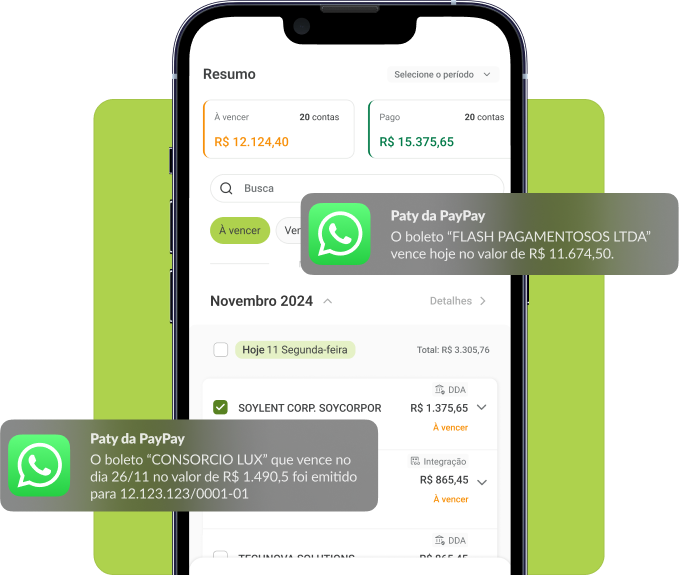 Resumo
Selecione o período
À vencer
20 contas
R$ 12.124,40
Pago
20 contas
R$ 15.375,65
Busca
À vencer
Paty da PayPay
O boleto “FLASH PAGAMENTOSOS LTDA”
vence hoje no valor de R$ 11.674,50.
Novembro 2024
Detalhes
Hoje 11 Segunda-feira
Total: R$ 3.305,76
DDA
SOYLENT CORP. SOYCORPOR
R$ 1.375,65
À vencer
Paty da PayPay
O boleto “CONSORCIO LUX” que vence no
dia 26/11 no valor de R$ 1.490,5 foi emitido
para 12.123.123/0001-01
Integração
R$ 865,45
À vencer
DDA
TECHNOVA SOLUTIONS
R$ 865,45